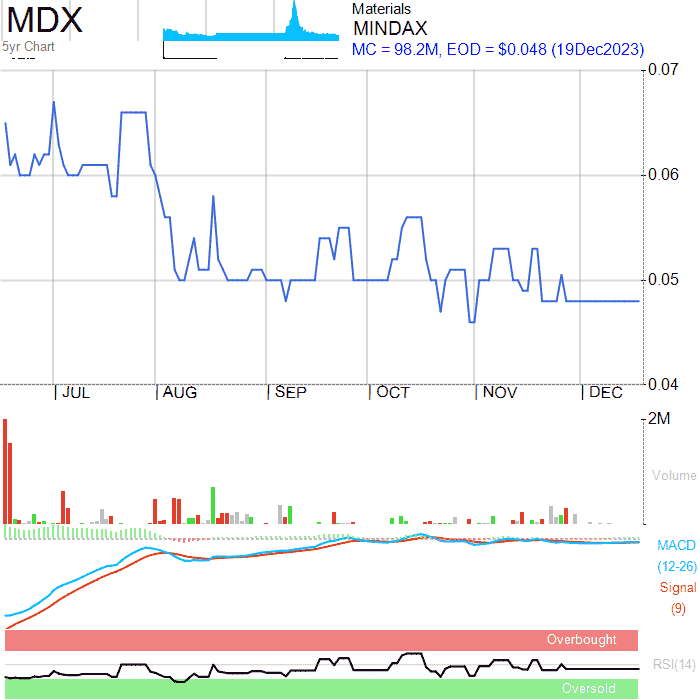 MDX
5yr Chart
Materials
MINDAX
MC = 98.2M, EOD = $0.048 (19Dec2023)
0.07
0.06
0.05
0.04
JUL AUG SEP OCT NOV DEC
2M
Volume
MACD
(12-26)
Signal
(9)
Overbought
RSI(14)
Oversold